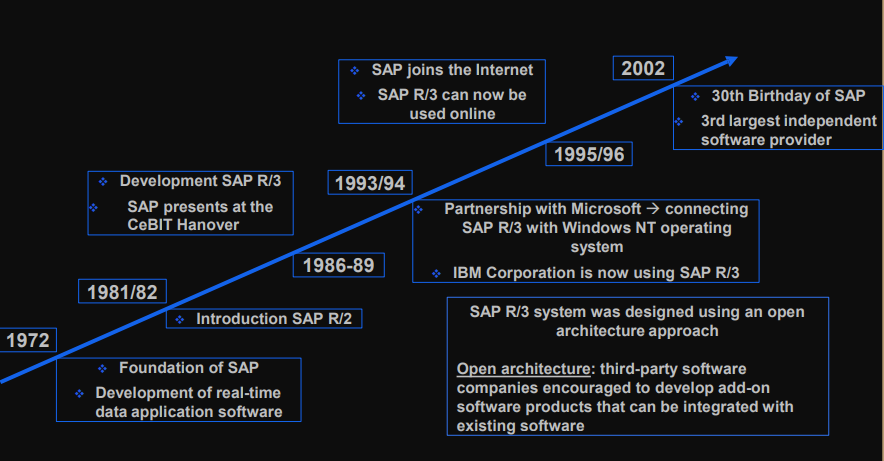 1972
Foundation of SAP
Development of real-time
data application software
1981/82
Introduction SAP R/2
1986-89
Development SAP R/3
SAP presents at the
CeBIT Hanover
1993/94
Partnership with Microsoft → connecting
SAP R/3 with Windows NT operating
system
IBM Corporation is now using SAP R/3
1995/96
SAP joins the Internet
SAP R/3 can now be
used online
2002
30th Birthday of SAP
3rd largest independent
software provider
SAP R/3 system was designed using an open
architecture approach
Open architecture: third-party software
companies encouraged to develop add-on
software products that can be integrated with
existing software